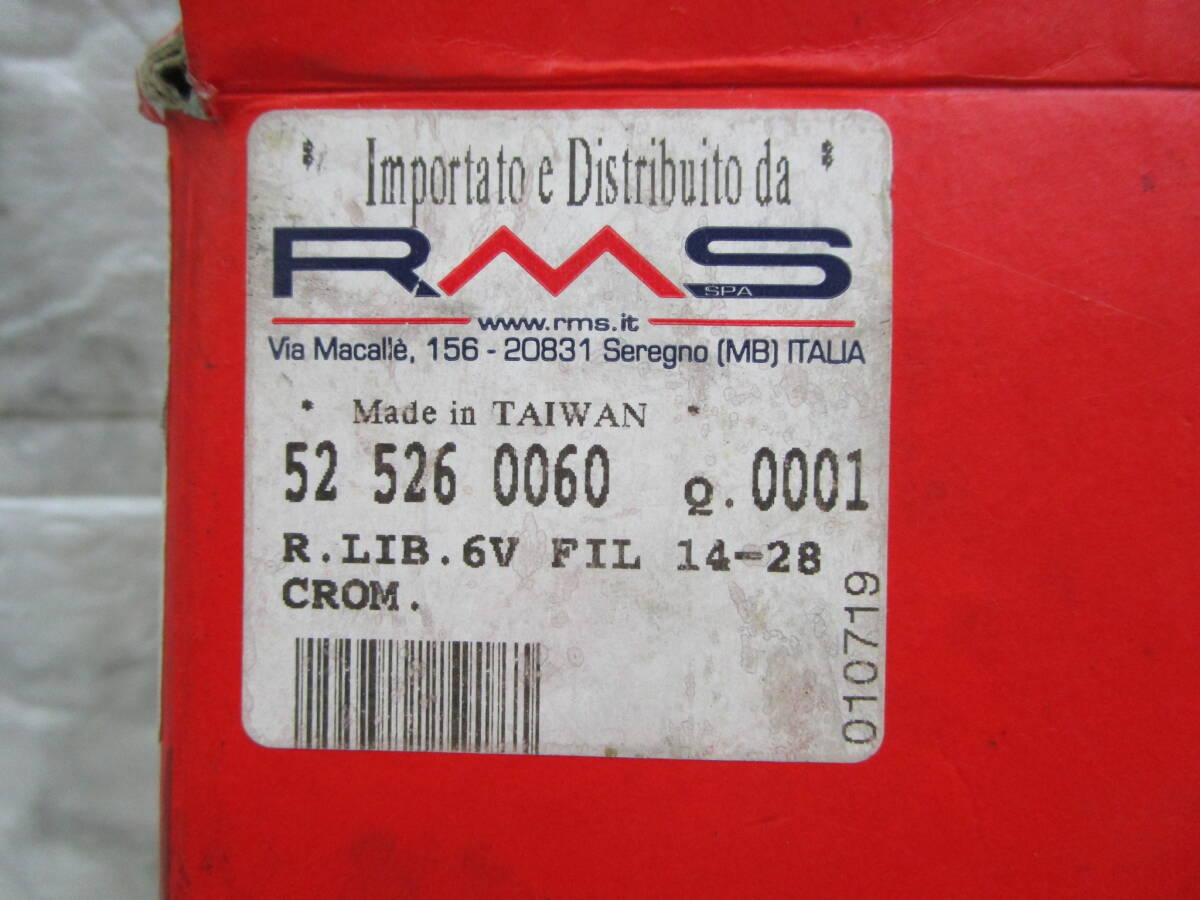 * Importato e Distribuito da *
RMS SPA
www.rms.it
Via Macallè, 156 - 20831 Seregno (MB) ITALIA
* Made in TAIWAN *
52 526 0060 Q.0001
R.LIB.6V FIL 14-28
CROM.
010719